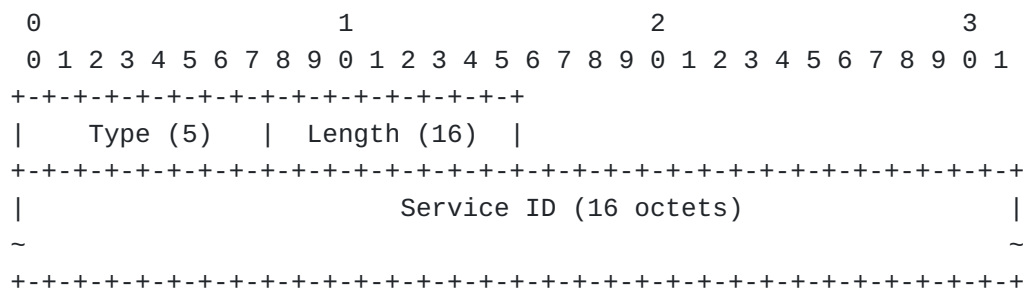 0                   1                   2                   3
 0 1 2 3 4 5 6 7 8 9 0 1 2 3 4 5 6 7 8 9 0 1 2 3 4 5 6 7 8 9 0 1
+-+-+-+-+-+-+-+-+-+-+-+-+-+-+-+-+
|    Type (5)   |  Length (16)  |
+-+-+-+-+-+-+-+-+-+-+-+-+-+-+-+-+-+-+-+-+-+-+-+-+-+-+-+-+-+-+-+-+
|                        Service ID (16 octets)                 |
~                                                               ~
+-+-+-+-+-+-+-+-+-+-+-+-+-+-+-+-+-+-+-+-+-+-+-+-+-+-+-+-+-+-+-+-+